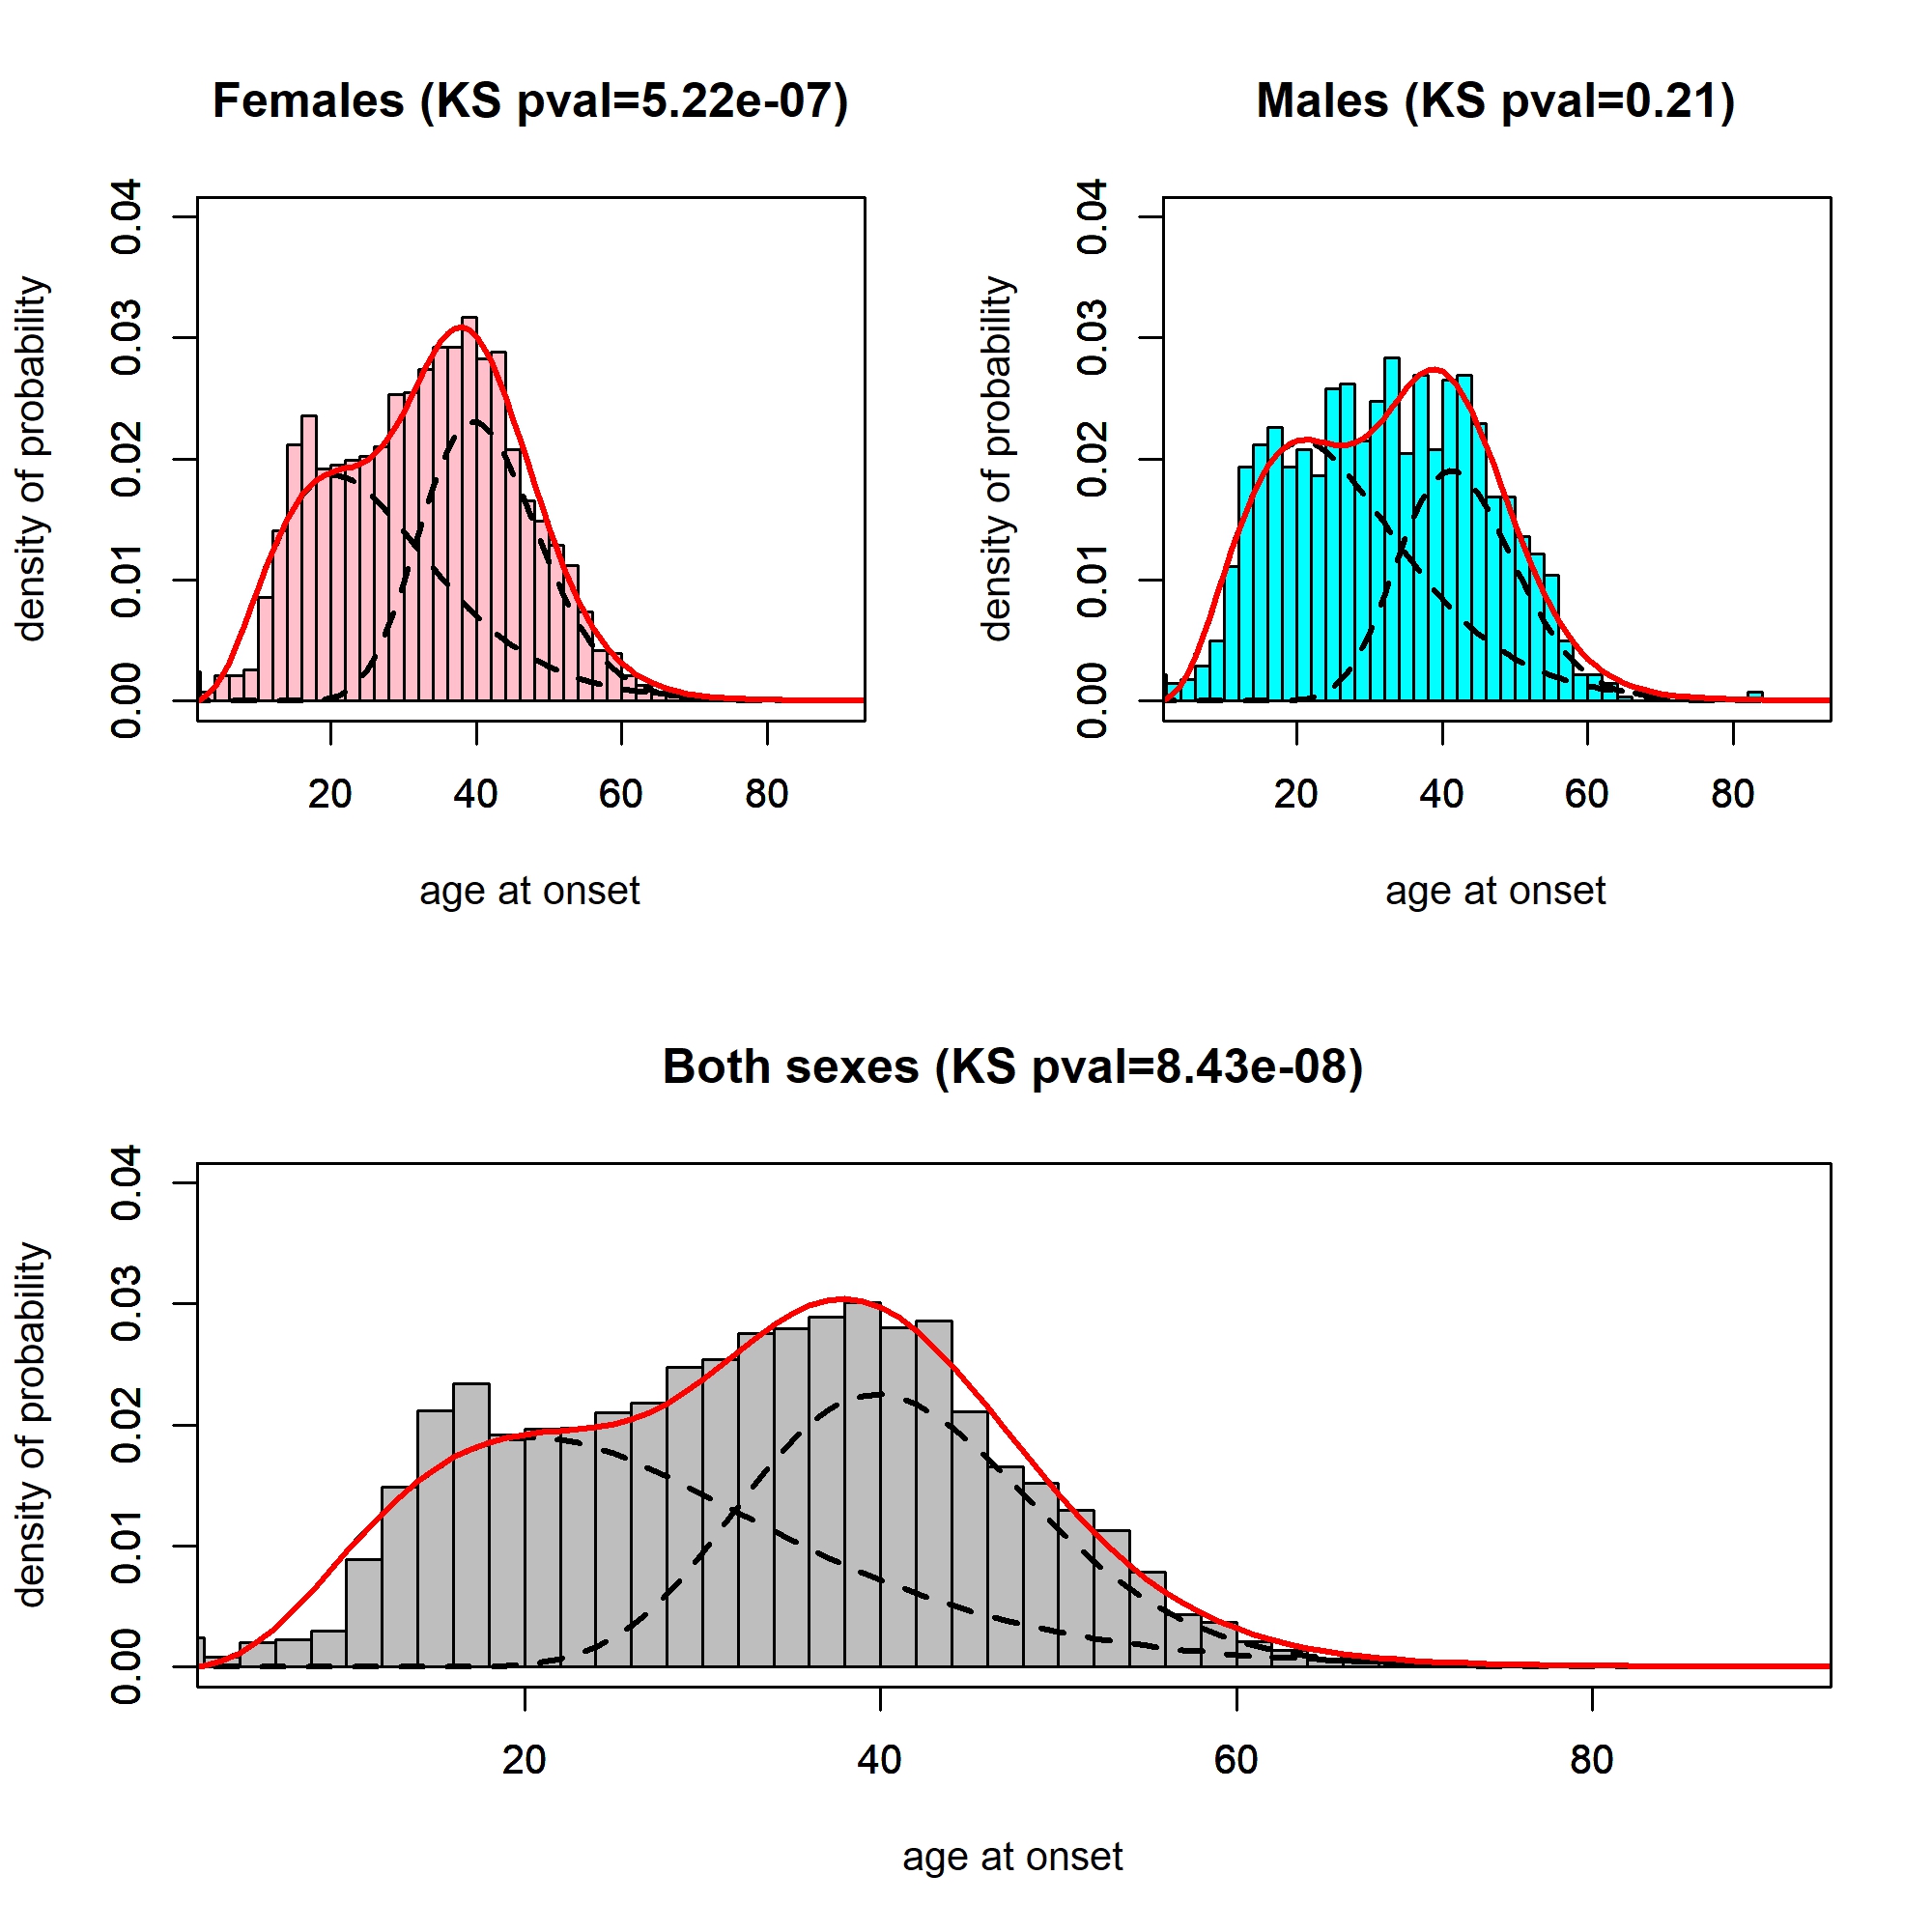 Females (KS pval=5.22e-07)
density of probability
0.00 0.01 0.02 0.03 0.04
20 40 60 80
age at onset
Males (KS pval=0.21)
density of probability
0.00 0.01 0.02 0.03 0.04
20 40 60 80
age at onset
Both sexes (KS pval=8.43e-08)
density of probability
0.00 0.01 0.02 0.03 0.04
20 40 60 80
age at onset